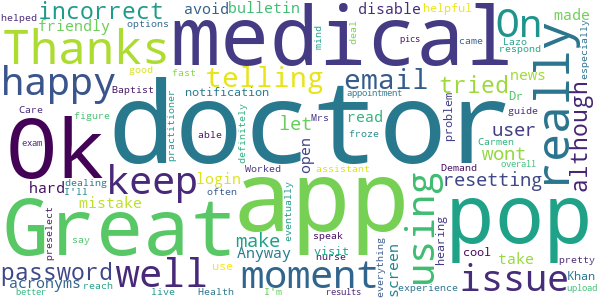 incorrect avoid bulletin disable helpful helped On made
Thanks friendly options medical mind deal came Lazo respond especially
happy telling email pics tried news really
good fast notification Dr
Baptist doctor let read problem user guide although
Ok Care practitioner figure definitely Mrs froze Carmen wont
exam able open resetting
hard keep login Worked app assistant appointment Demand overall
dealing I'll mistake often eventually speak using pop
Great make visit hearing take cool
preselect say Anyway nurse screen
password well use moment everything issue Khan pretty
acronyms reach I'm experience
better live Health results upload